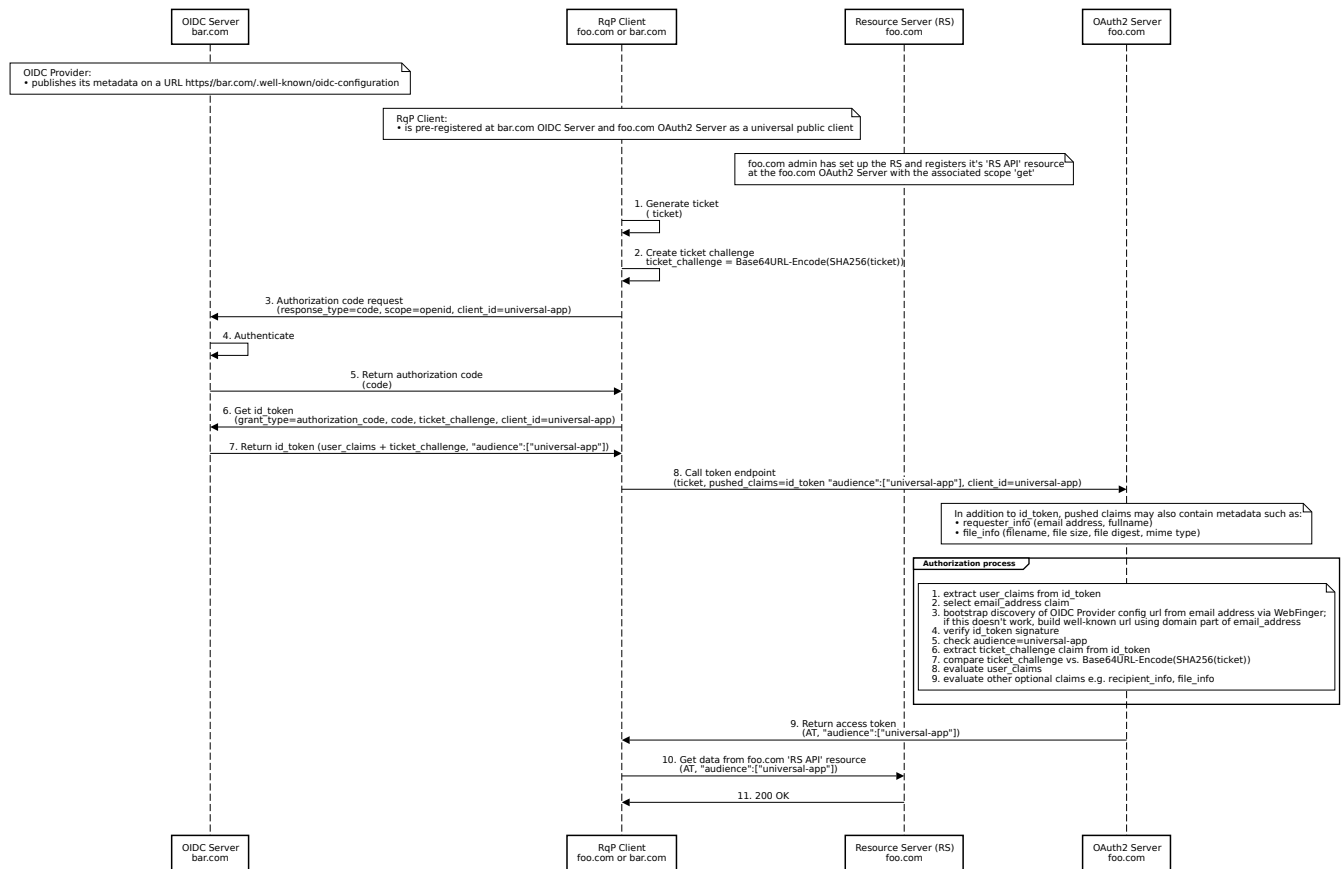 OIDC Server
bar.com
RqP Client
foo.com or bar.com
Resource Server (RS)
foo.com
OAuth2 Server
foo.com
OIDC Provider:
• publishes its metadata on a URL https://bar.com/.well-known/oidc-configuration
RqP Client:
• is pre-registered at bar.com OIDC Server and foo.com OAuth2 Server as a universal public client
foo.com admin has set up the RS and registers it's 'RS API' resource
at the foo.com OAuth2 Server with the associated scope 'get'
1. Generate ticket
( ticket)
2. Create ticket challenge
ticket_challenge = Base64URL-Encode(SHA256(ticket))
3. Authorization code request
(response_type=code, scope=openid, client_id=universal-app)
4. Authenticate
5. Return authorization code
(code)
6. Get id_token
(grant_type=authorization_code, code, ticket_challenge, client_id=universal-app)
7. Return id_token (user_claims + ticket_challenge, "audience":["universal-app"])
8. Call token endpoint
(ticket, pushed_claims=id_token "audience":["universal-app"], client_id=universal-app)
In addition to id_token, pushed claims may also contain metadata such as:
• requester_info (email address, fullname)
• file_info (filename, file size, file digest, mime type)
Authorization process
1. extract user_claims from id_token
2. select email_address claim
3. bootstrap discovery of OIDC Provider config url from email address via WebFinger;
if this doesn't work, build well-known url using domain part of email_address
4. verify id_token signature
5. check audience=universal-app
6. extract ticket_challenge claim from id_token
7. compare ticket_challenge vs. Base64URL-Encode(SHA256(ticket))
8. evaluate user_claims
9. evaluate other optional claims e.g. recipient_info, file_info
9. Return access token
(AT, "audience":["universal-app"])
10. Get data from foo.com 'RS API' resource
(AT, "audience":["universal-app"])
11. 200 OK
OIDC Server
bar.com
RqP Client
foo.com or bar.com
Resource Server (RS)
foo.com
OAuth2 Server
foo.com